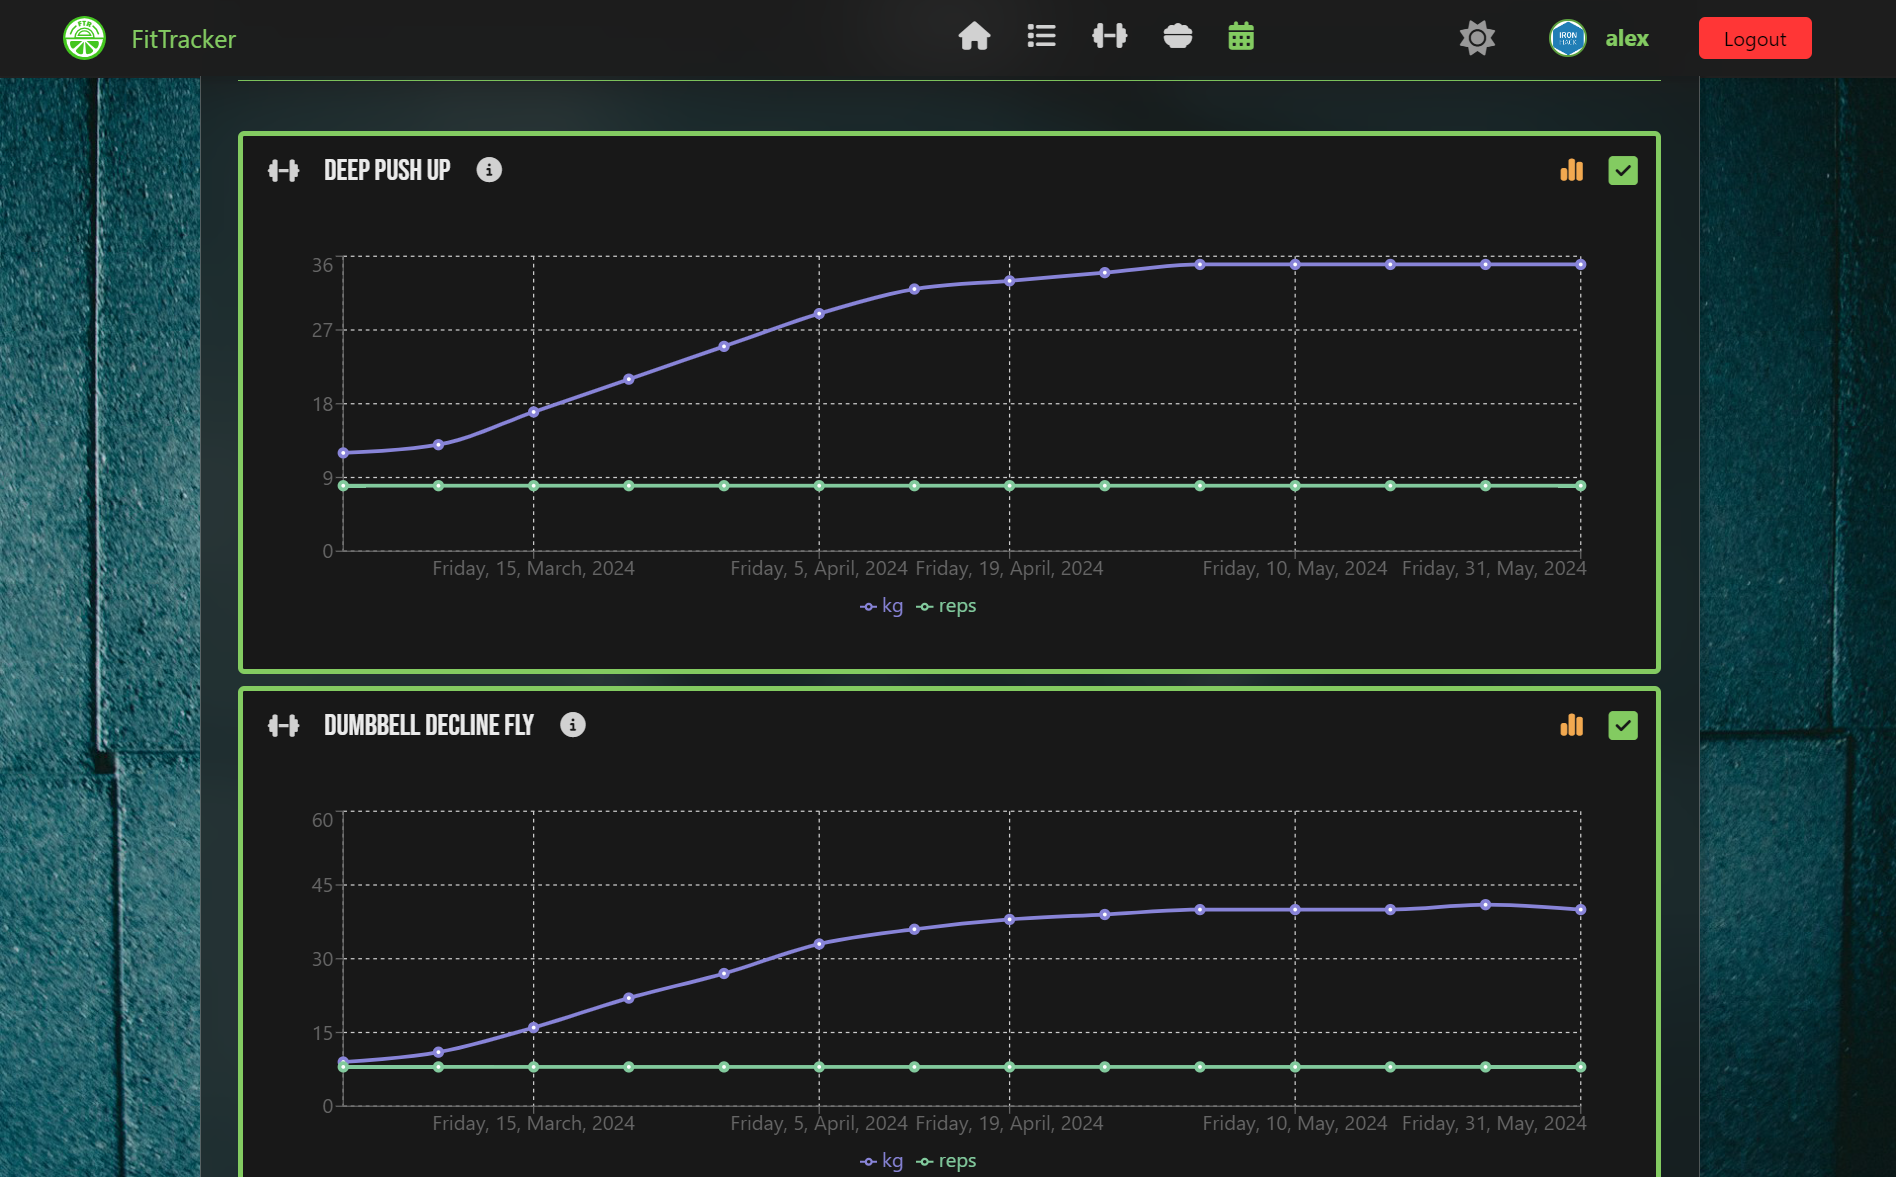 FTR
FitTracker
IRON
HACK
alex
Logout
DEEP PUSH UP
36
27
18
9
0
Friday, 15, March, 2024
Friday, 5, April, 2024
Friday, 19, April, 2024
Friday, 10, May, 2024
Friday, 31, May, 2024
kg
reps
DUMBBELL DECLINE FLY
60
45
30
15
0
Friday, 15, March, 2024
Friday, 5, April, 2024
Friday, 19, April, 2024
Friday, 10, May, 2024
Friday, 31, May, 2024
kg
reps